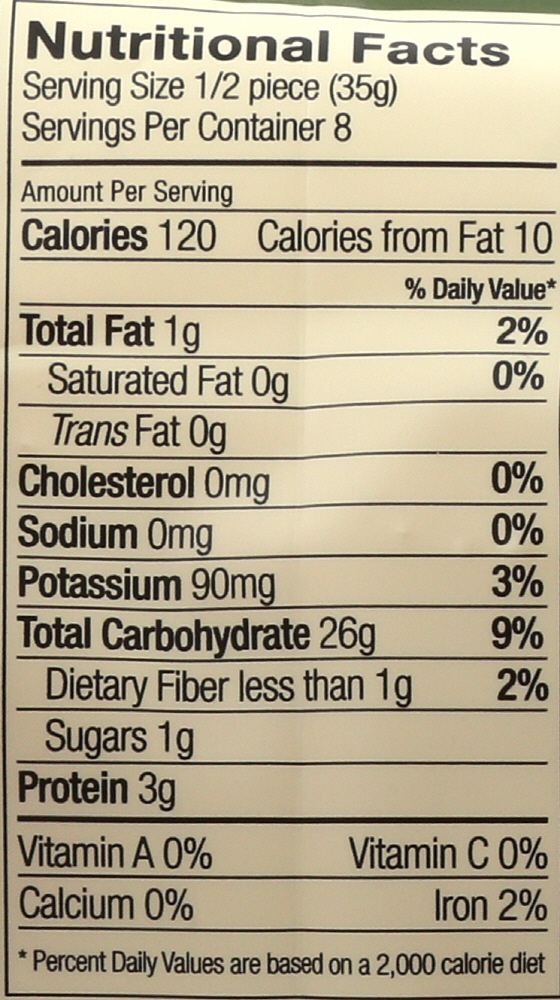 Nutritional Facts
Serving Size 1/2 piece (35g)
Servings Per Container 8
Amount Per Serving
Calories 120 Calories from Fat 10
% Daily Value*
Total Fat 1g 2%
Saturated Fat 0g 0%
Trans Fat 0g
Cholesterol 0mg 0%
Sodium 0mg 0%
Potassium 90mg 3%
Total Carbohydrate 26g 9%
Dietary Fiber less than 1g 2%
Sugars 1g
Protein 3g
Vitamin A 0% Vitamin C 0%
Calcium 0% Iron 2%
* Percent Daily Values are based on a 2,000 calorie diet